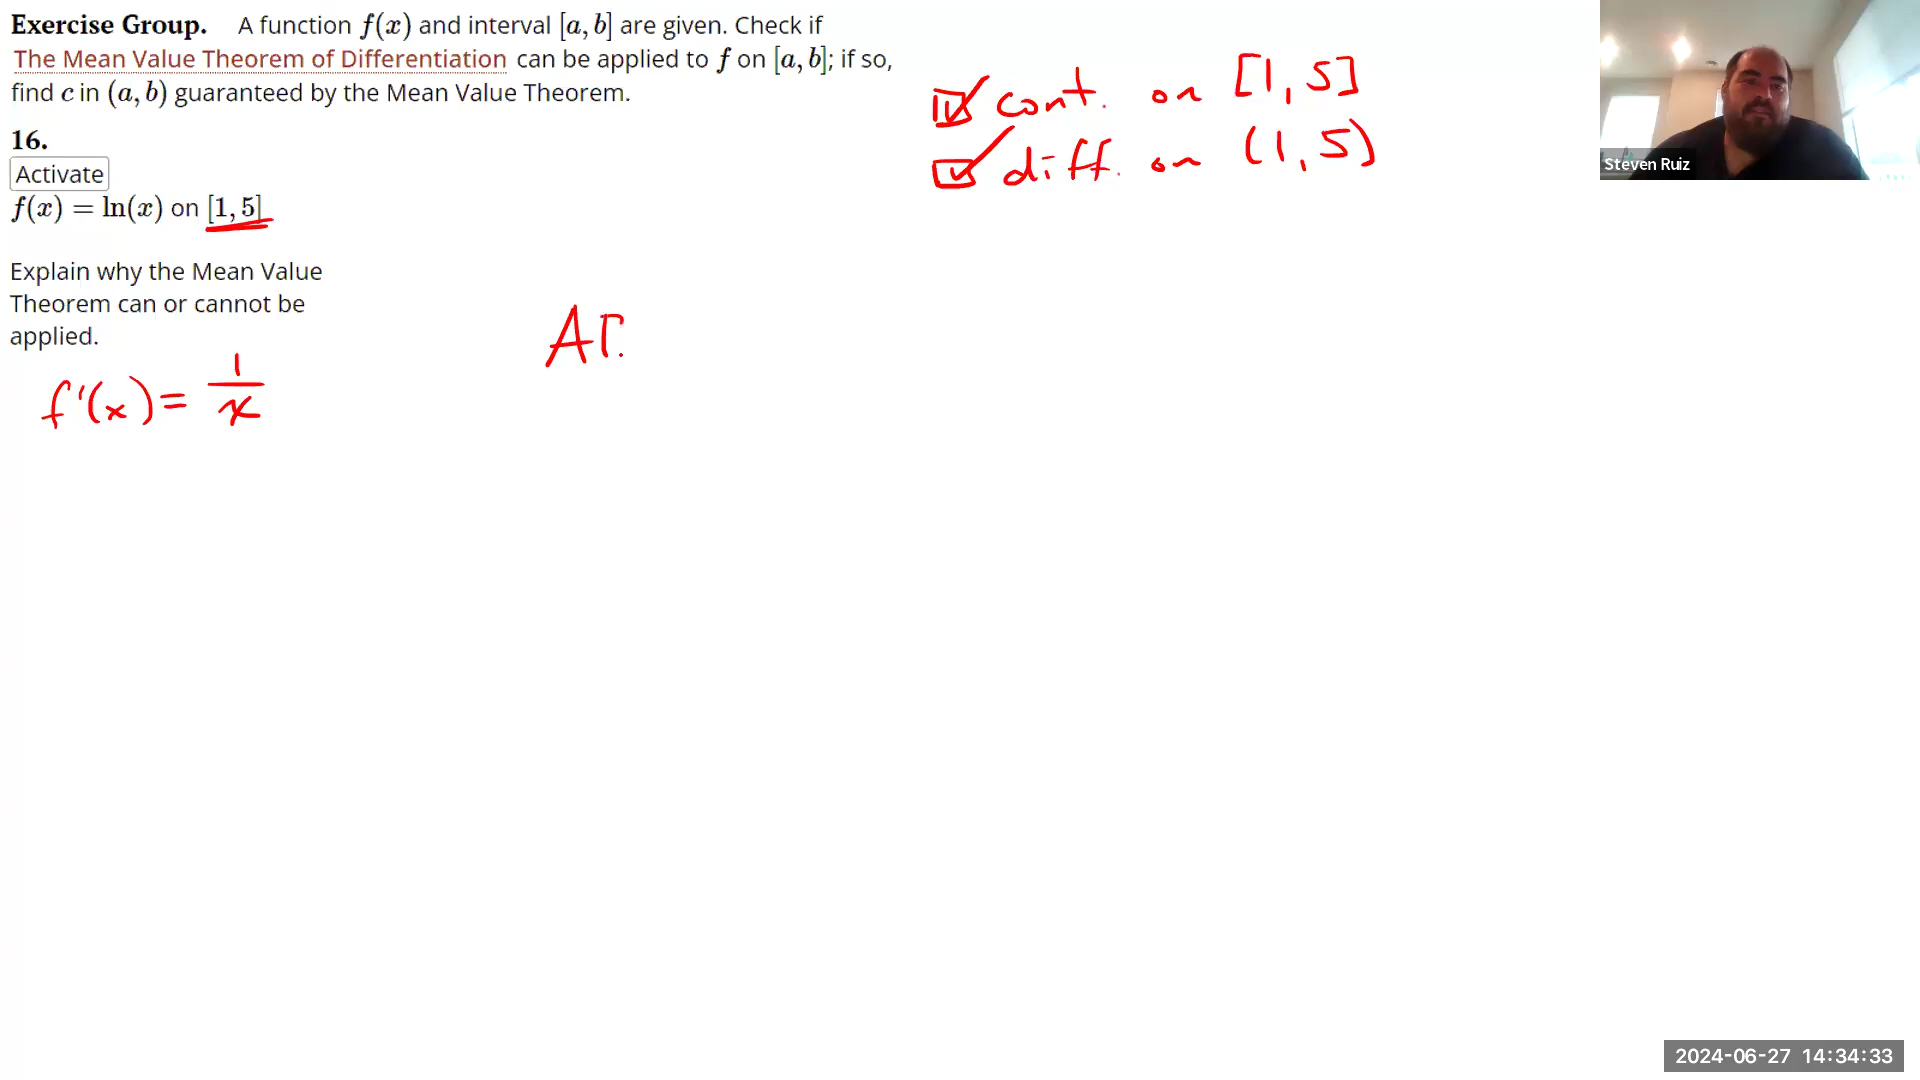 Exercise Group. A function f(x) and interval [a, b] are given. Check if
The Mean Value Theorem of Differentiation can be applied to f on [a, b]; if so,
find c in (a, b) guaranteed by the Mean Value Theorem.
16.
Activate
f(x) = ln(x) on [1, 5]
Explain why the Mean Value
Theorem can or cannot be
applied.
f'(x) = 1/x
cont. on [1, 5]
diff. on (1, 5)
Steven Ruiz
2024-06-27 14:34:33